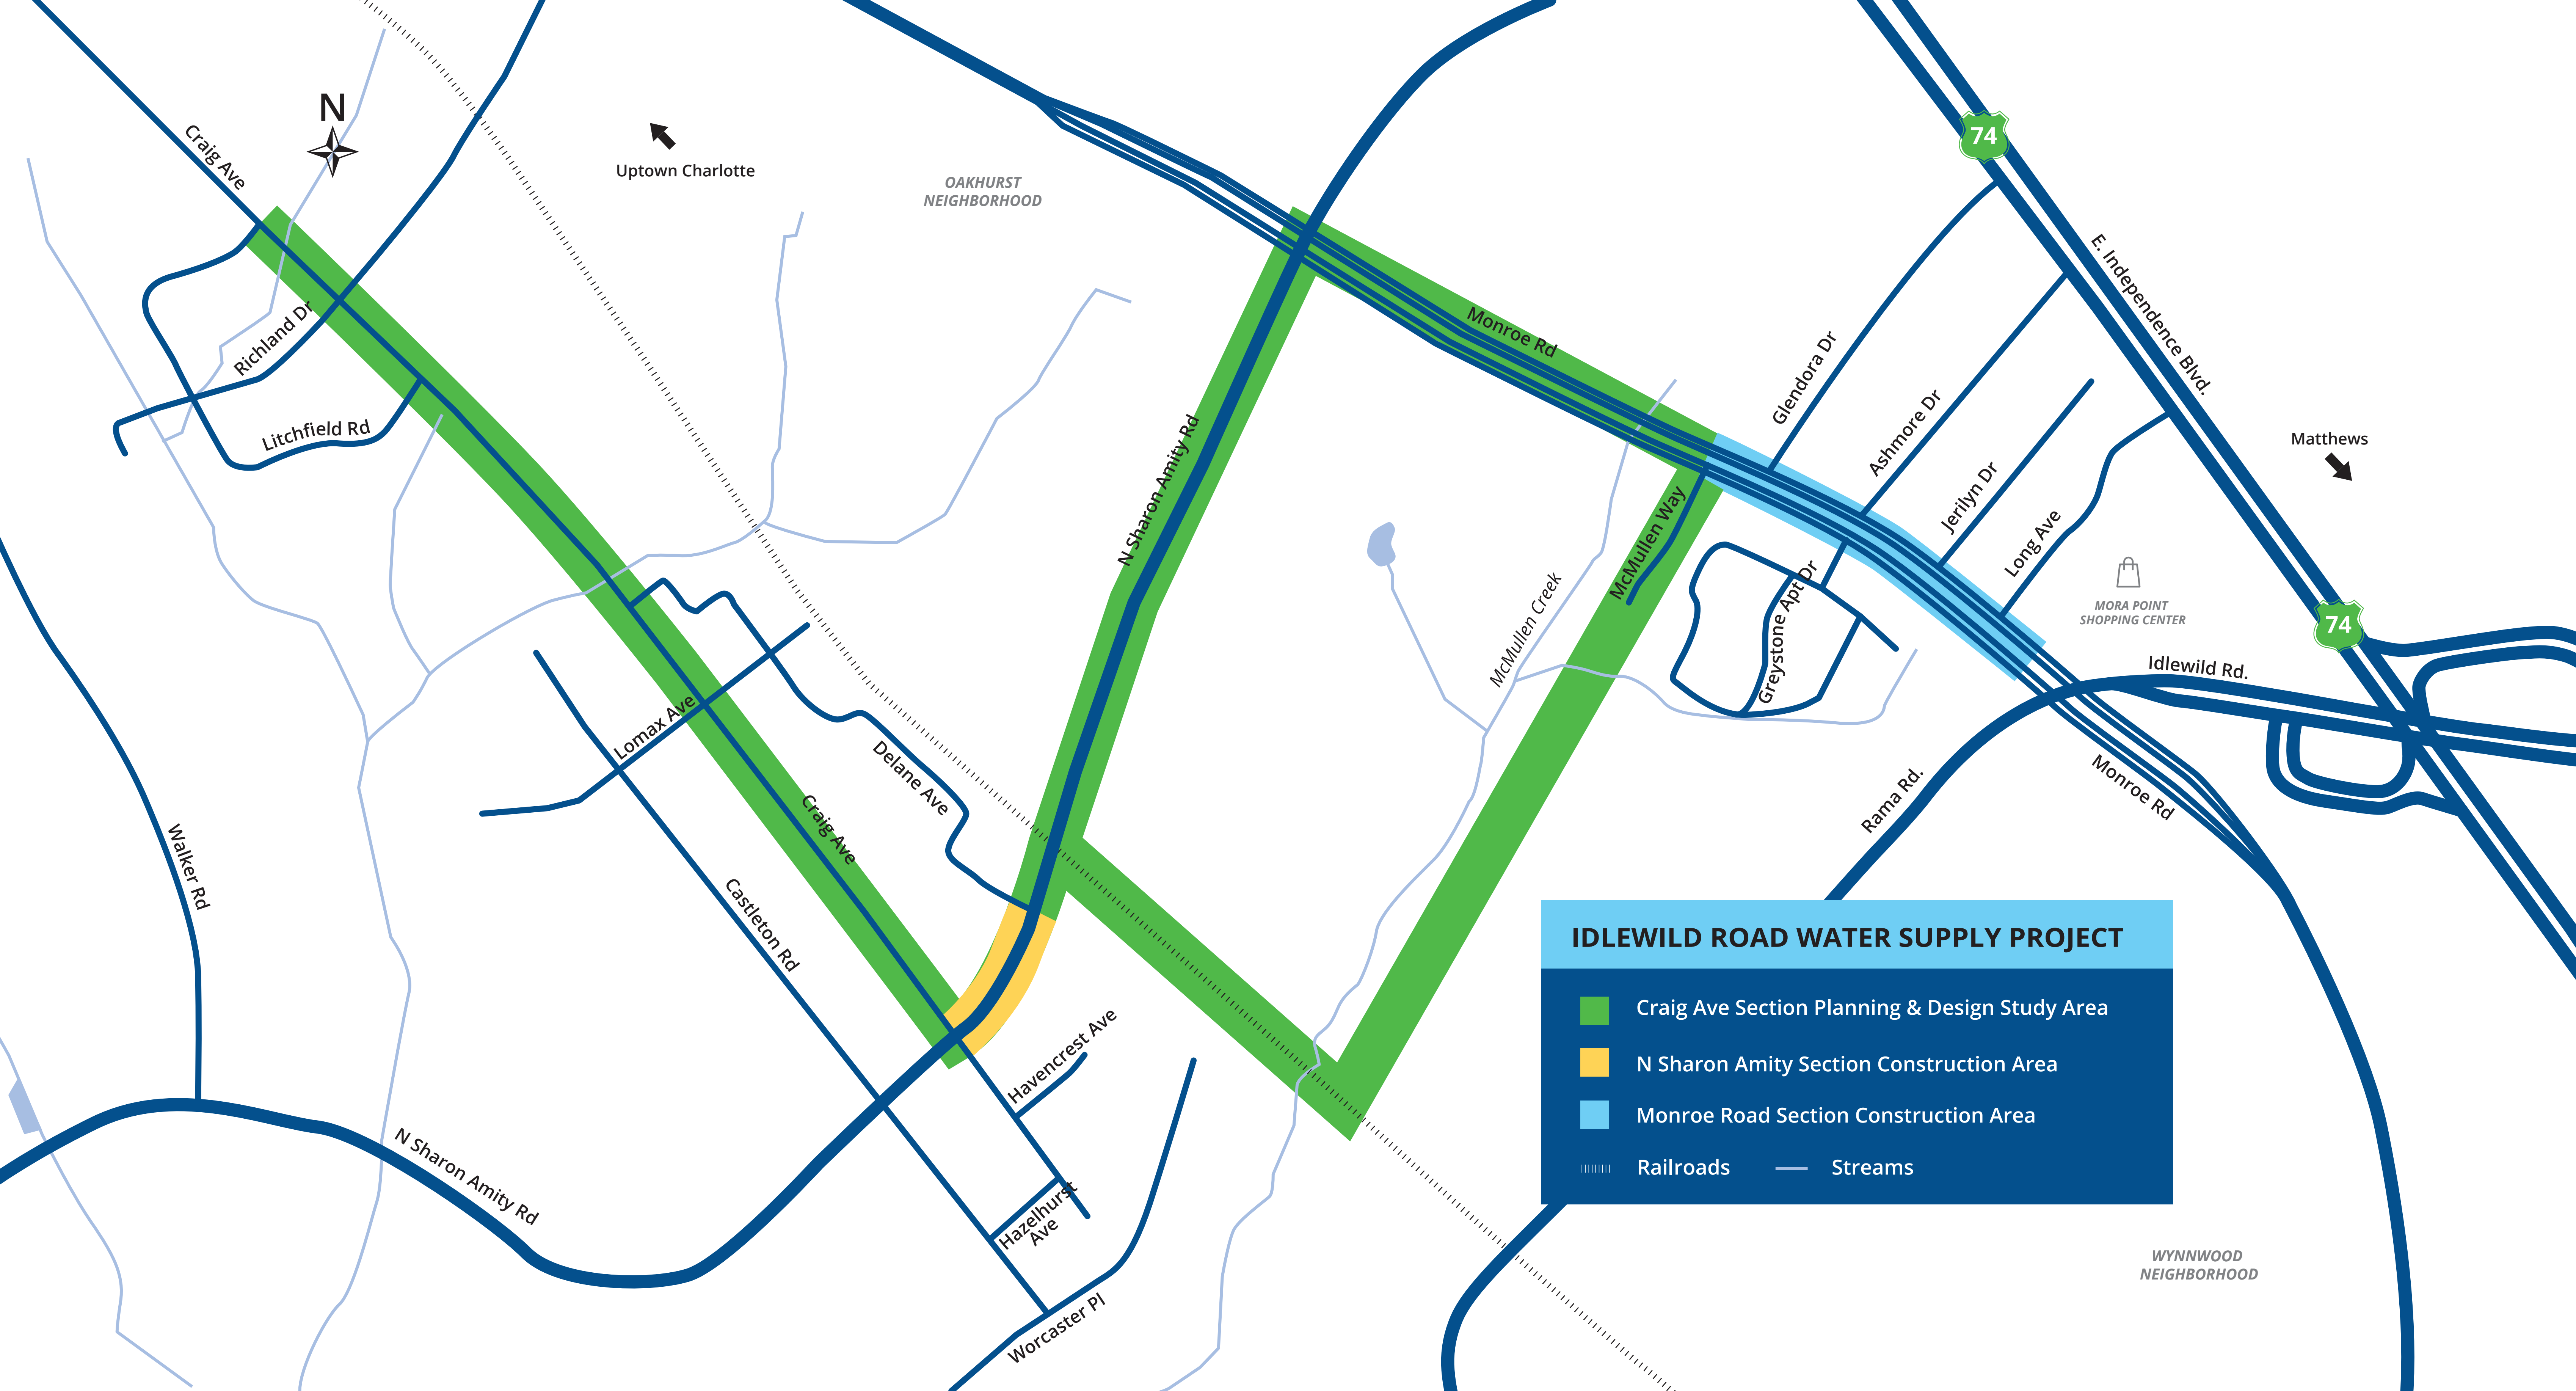 N
Craig Ave
Uptown Charlotte
OAKHURST
NEIGHBORHOOD
74
E. Independence Blvd.
Richland Dr
Litchfield Rd
Monroe Rd
Glendora Dr
Ashmore Dr
Jerilyn Dr
Long Ave
Matthews
N Sharon Amity Rd
McMullen Way
McMullen Creek
Greystone Apt Dr
MORA POINT
SHOPPING CENTER
74
Idlewild Rd.
Lomax Ave
Delane Ave
Craig Ave
Monroe Rd
Rama Rd.
Walker Rd
Castleton Rd
Havencrest Ave
N Sharon Amity Rd
Hazelhurst
Ave
Worcaster Pl
IDLEWILD ROAD WATER SUPPLY PROJECT
Craig Ave Section Planning & Design Study Area
N Sharon Amity Section Construction Area
Monroe Road Section Construction Area
Railroads
Streams
WYNNWOOD
NEIGHBORHOOD